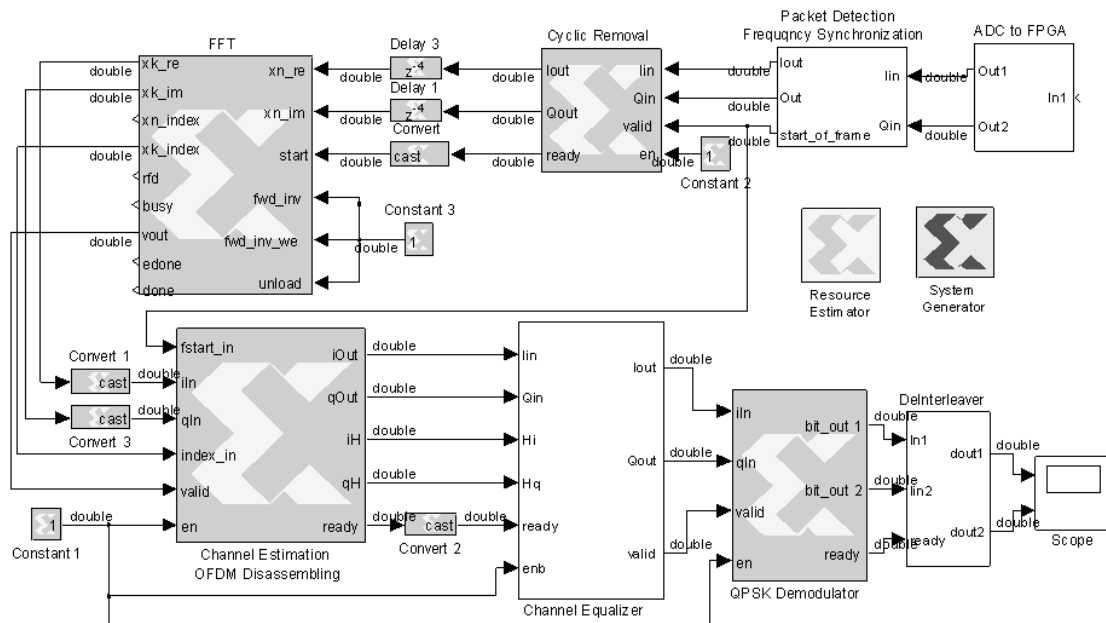 Packet Detection
Frequqncy Synchronization
ADC to FPGA
FFT
Delay 3
Cyclic Removal
xk_re
double
xn_re
double
z-4
double
Iout
Iin
double
Iout
Iin
double
Out1
In1
xk_im
double
Delay 1
xn_index
xn_im
double
z-4
double
Qout
Qin
double
Out
Qin
double
Out2
Convert
valid
double
start_of_frame
xk_index
double
start
double
cast
double
ready
en
double
1
Constant 2
rfd
busy
fwd_inv
Constant 3
vout
double
fwd_inv_we
double
1
edone
done
unload
Resource
Estimator
System
Generator
fstart_in
iOut
double
Iin
Iout
double
Convert 1
cast
double
iIn
qOut
double
Qin
DeInterleaver
cast
double
qIn
Convert 3
iH
double
Hi
iIn
bit_out 1
double
In1
dout1
double
index_in
Qout
double
qIn
valid
qH
double
Hq
bit_out 2
double
Iin2
1
double
en
ready
double
cast
double
ready
valid
dout2
double
Constant 1
Convert 2
valid
double
ready
double
ready
Scope
Channel Estimation
OFDM Disassembling
enb
en
Channel Equalizer
QPSK Demodulator